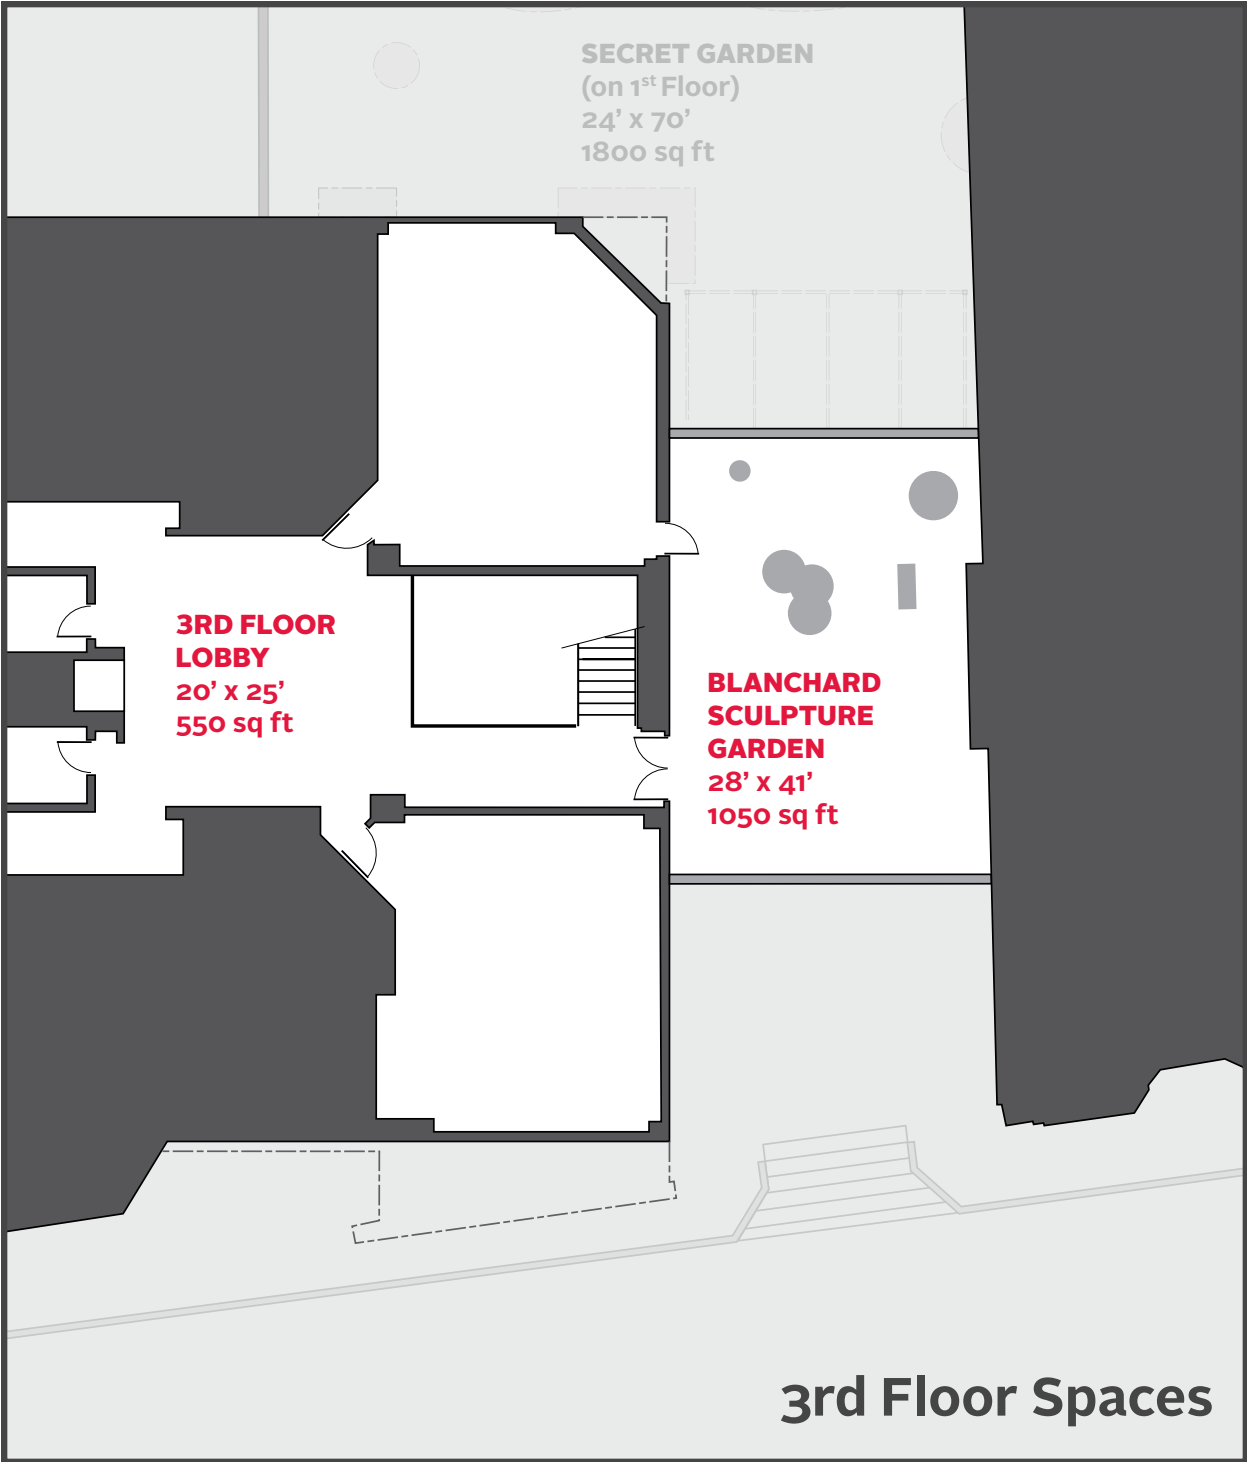 SECRET GARDEN
(on 1st Floor)
24’ x 70’
1800 sq ft
3RD FLOOR
LOBBY
20’ x 25’
550 sq ft
BLANCHARD
SCULPTURE
GARDEN
28’ x 41’
1050 sq ft
3rd Floor Spaces